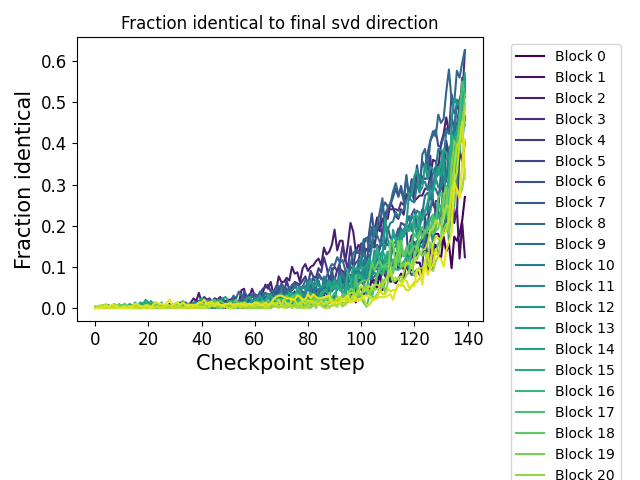 Fraction identical to final svd direction
Fraction identical
0.6
0.5
0.4
0.3
0.2
0.1
0.0
0 20 40 60 80 100 120 140
Checkpoint step
Block 0
Block 1
Block 2
Block 3
Block 4
Block 5
Block 6
Block 7
Block 8
Block 9
Block 10
Block 11
Block 12
Block 13
Block 14
Block 15
Block 16
Block 17
Block 18
Block 19
Block 20